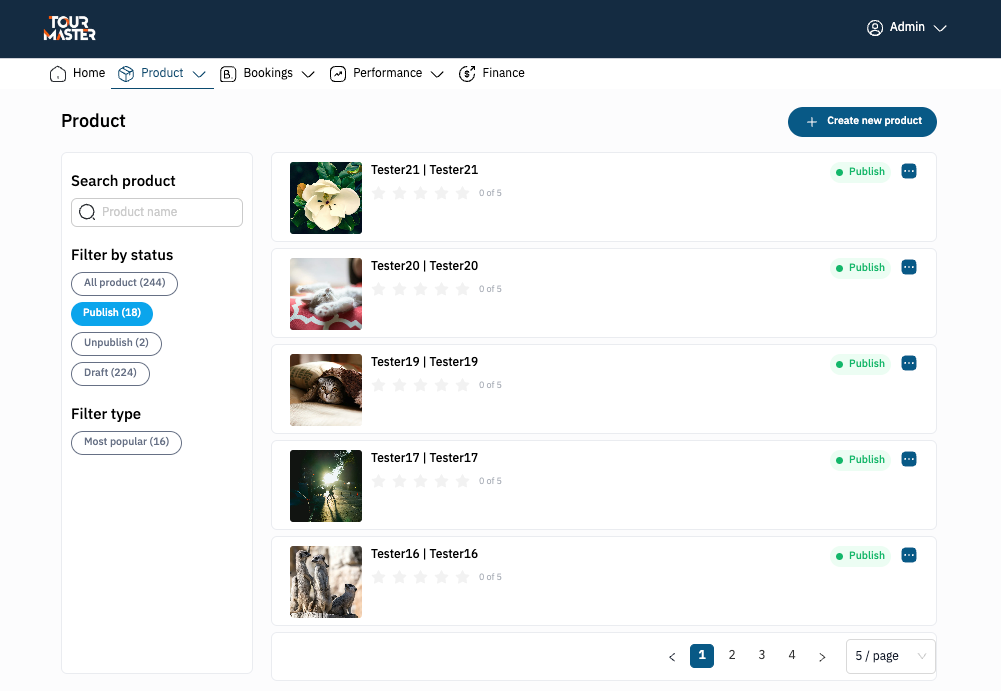 TOUR
MASTER
Admin
Home
Product
Bookings
Performance
Finance
Product
Create new product
Search product
Product name
Filter by status
All product (244)
Publish (18)
Unpublish (2)
Draft (224)
Filter type
Most popular (16)
Tester21 | Tester21
0 of 5
Publish
Tester20 | Tester20
0 of 5
Publish
Tester19 | Tester19
0 of 5
Publish
Tester17 | Tester17
0 of 5
Publish
Tester16 | Tester16
0 of 5
Publish
1 2 3 4
5 / page